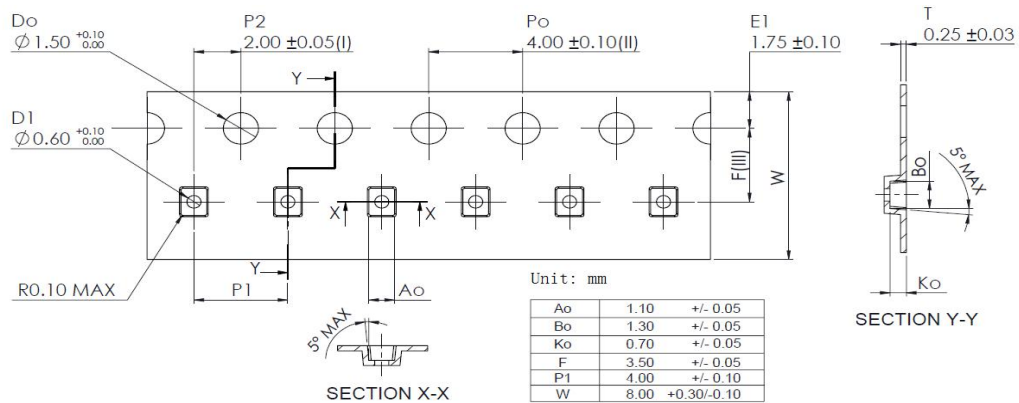 Do
Ø 1.50 +0.10 0.00
P2
2.00 ±0.05(I)
Po
4.00 ±0.10(II)
E1
1.75 ±0.10
T
0.25 ±0.03
Y
D1
Ø 0.60 +0.10 0.00
F(III)
W
Bo
5° MAX
X
X
Y
R0.10 MAX
P1
Ao
Ko
Unit: mm
SECTION Y-Y
5° MAX
SECTION X-X
Ao 1.10 +/- 0.05
Bo 1.30 +/- 0.05
Ko 0.70 +/- 0.05
F 3.50 +/- 0.05
P1 4.00 +/- 0.10
W 8.00 +0.30/-0.10